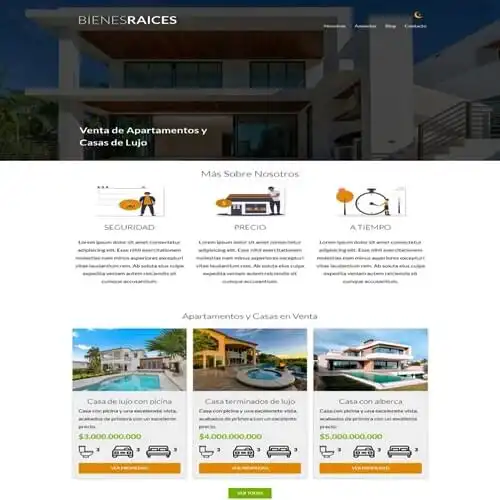 BIENESRAICES
Nosotros Anuncios Blog Contacto
Venta de Apartamentos y
Casas de Lujo
Más Sobre Nosotros
SEGURIDAD PRECIO A TIEMPO
Lorem ipsum dolor sit amet consectetur Lorem ipsum dolor sit amet consectetur Lorem ipsum dolor sit amet consectetur
adipisicing elit. Esse nihil exercitationem adipisicing elit. Esse nihil exercitationem adipisicing elit. Esse nihil exercitationem
molestias nam minus asperiores excepturi molestias nam minus asperiores excepturi molestias nam minus asperiores excepturi
vitae laudantium rem. Ab soluta eius culpa vitae laudantium rem. Ab soluta eius culpa vitae laudantium rem. Ab soluta eius culpa
expedita veniam autem reiciendis sit expedita veniam autem reiciendis sit expedita veniam autem reiciendis sit
cumque accusantium. cumque accusantium. cumque accusantium.
Apartamentos y Casas en Venta
Casa de lujo con picina Casa terminados de lujo Casa con alberca
Casa con picina y una excelenete vista, Casa con picina y una excelenete vista, Casa con picina y una excelenete vista,
acabados de primera con un excelente acabados de primera con un excelente acabados de primera con un excelente
precio. precio. precio.
$3.000.000.000 $4.000.000.000 $5.000.000.000
3 3 3 3 3 3 3 3 3
VER PROPIEDAD VER PROPIEDAD VER PROPIEDAD
VER TODAS